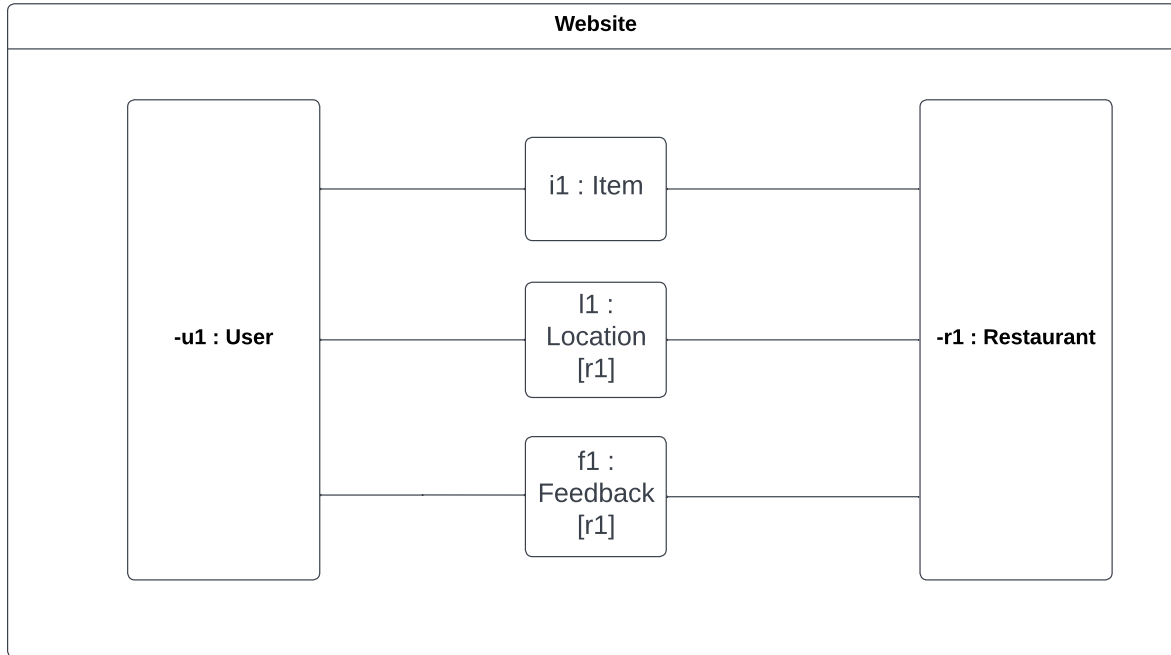 Website
-u1 : User
i1 : Item
l1 :
Location
[r1]
f1 :
Feedback
[r1]
-r1 : Restaurant